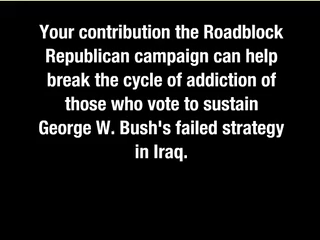 Your contribution the Roadblock
Republican campaign can help
break the cycle of addiction of
those who vote to sustain
George W. Bush's failed strategy
in Iraq.